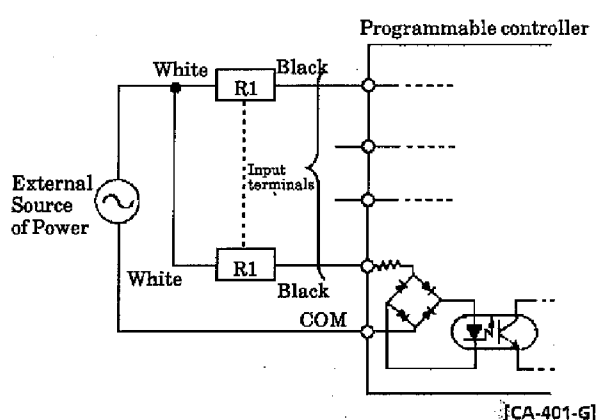 Programmable controller
White
Black
R1
Input
terminals
External
Source
of Power
R1
White
Black
COM
[CA-401-G]